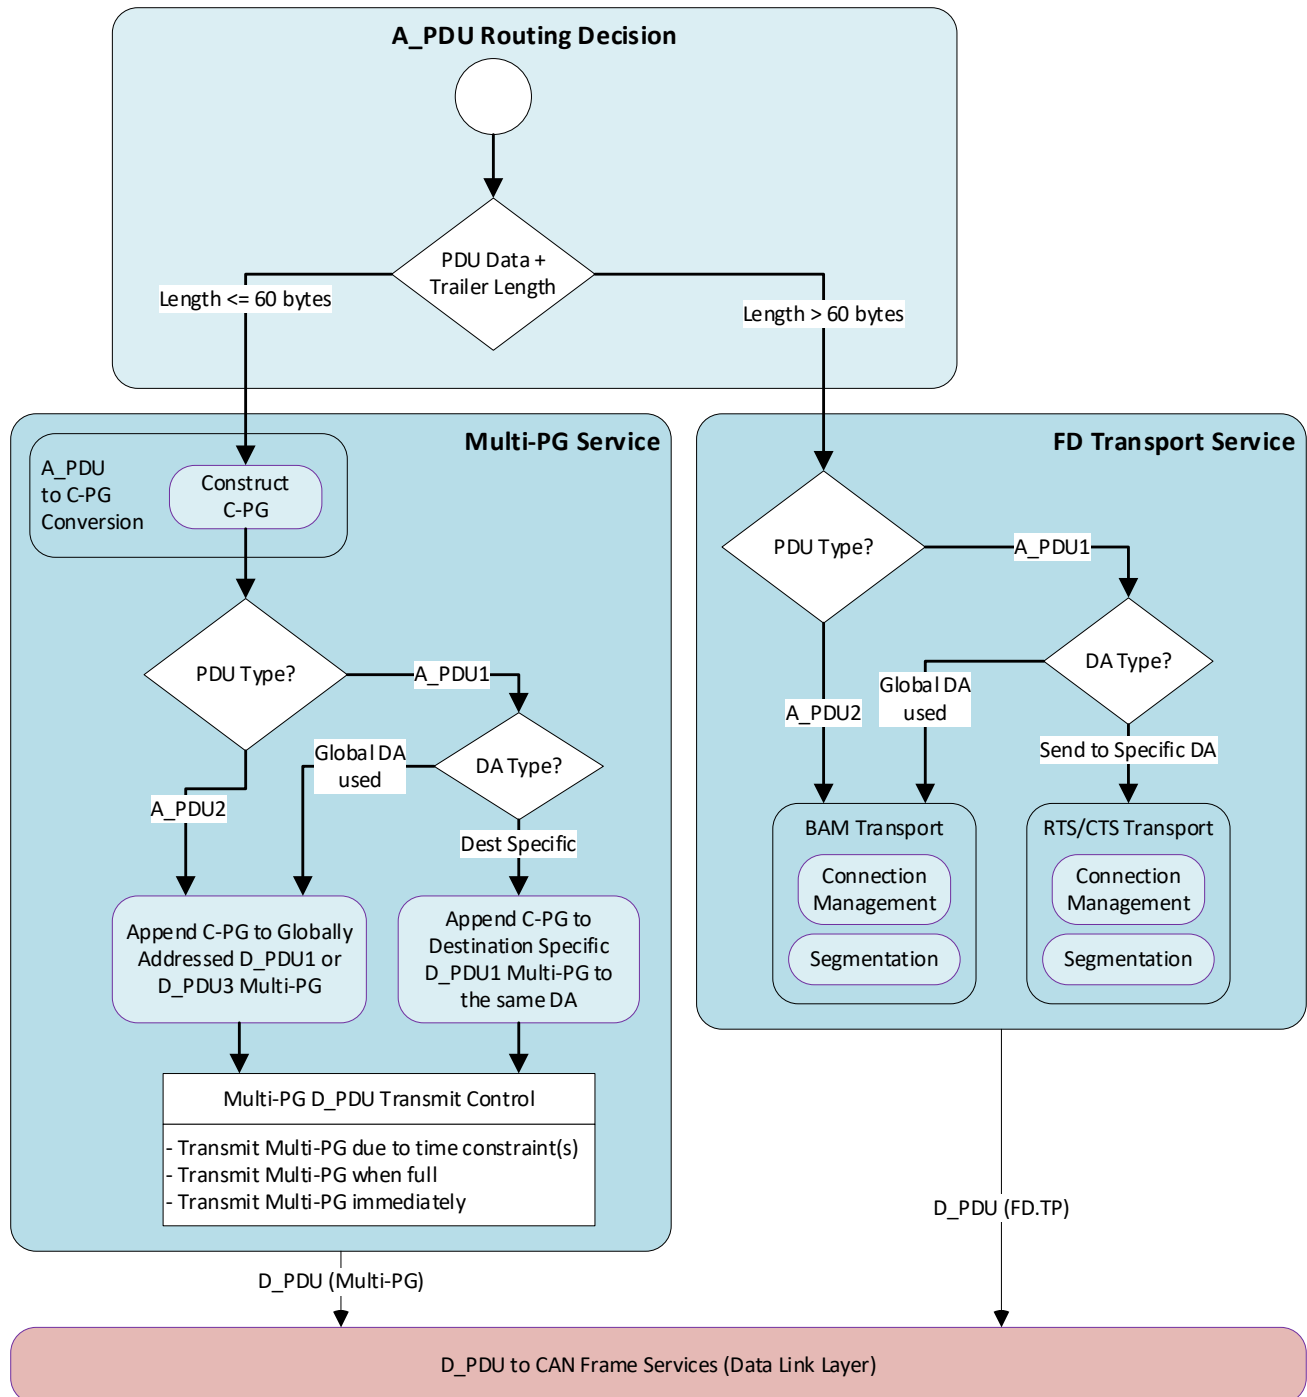 A_PDU Routing Decision
PDU Data +
Trailer Length
Length <= 60 bytes
Length > 60 bytes
Multi-PG Service
A_PDU
to C-PG
Conversion
Construct
C-PG
PDU Type?
A_PDU1
DA Type?
Global DA
used
A_PDU2
Dest Specific
Append C-PG to Globally
Addressed D_PDU1 or
D_PDU3 Multi-PG
Append C-PG to
Destination Specific
D_PDU1 Multi-PG to
the same DA
Multi-PG D_PDU Transmit Control
- Transmit Multi-PG due to time constraint(s)
- Transmit Multi-PG when full
- Transmit Multi-PG immediately
D_PDU (Multi-PG)
FD Transport Service
PDU Type?
A_PDU1
DA Type?
Global DA
used
A_PDU2
Send to Specific DA
BAM Transport
Connection
Management
Segmentation
RTS/CTS Transport
Connection
Management
Segmentation
D_PDU (FD.TP)
D_PDU to CAN Frame Services (Data Link Layer)